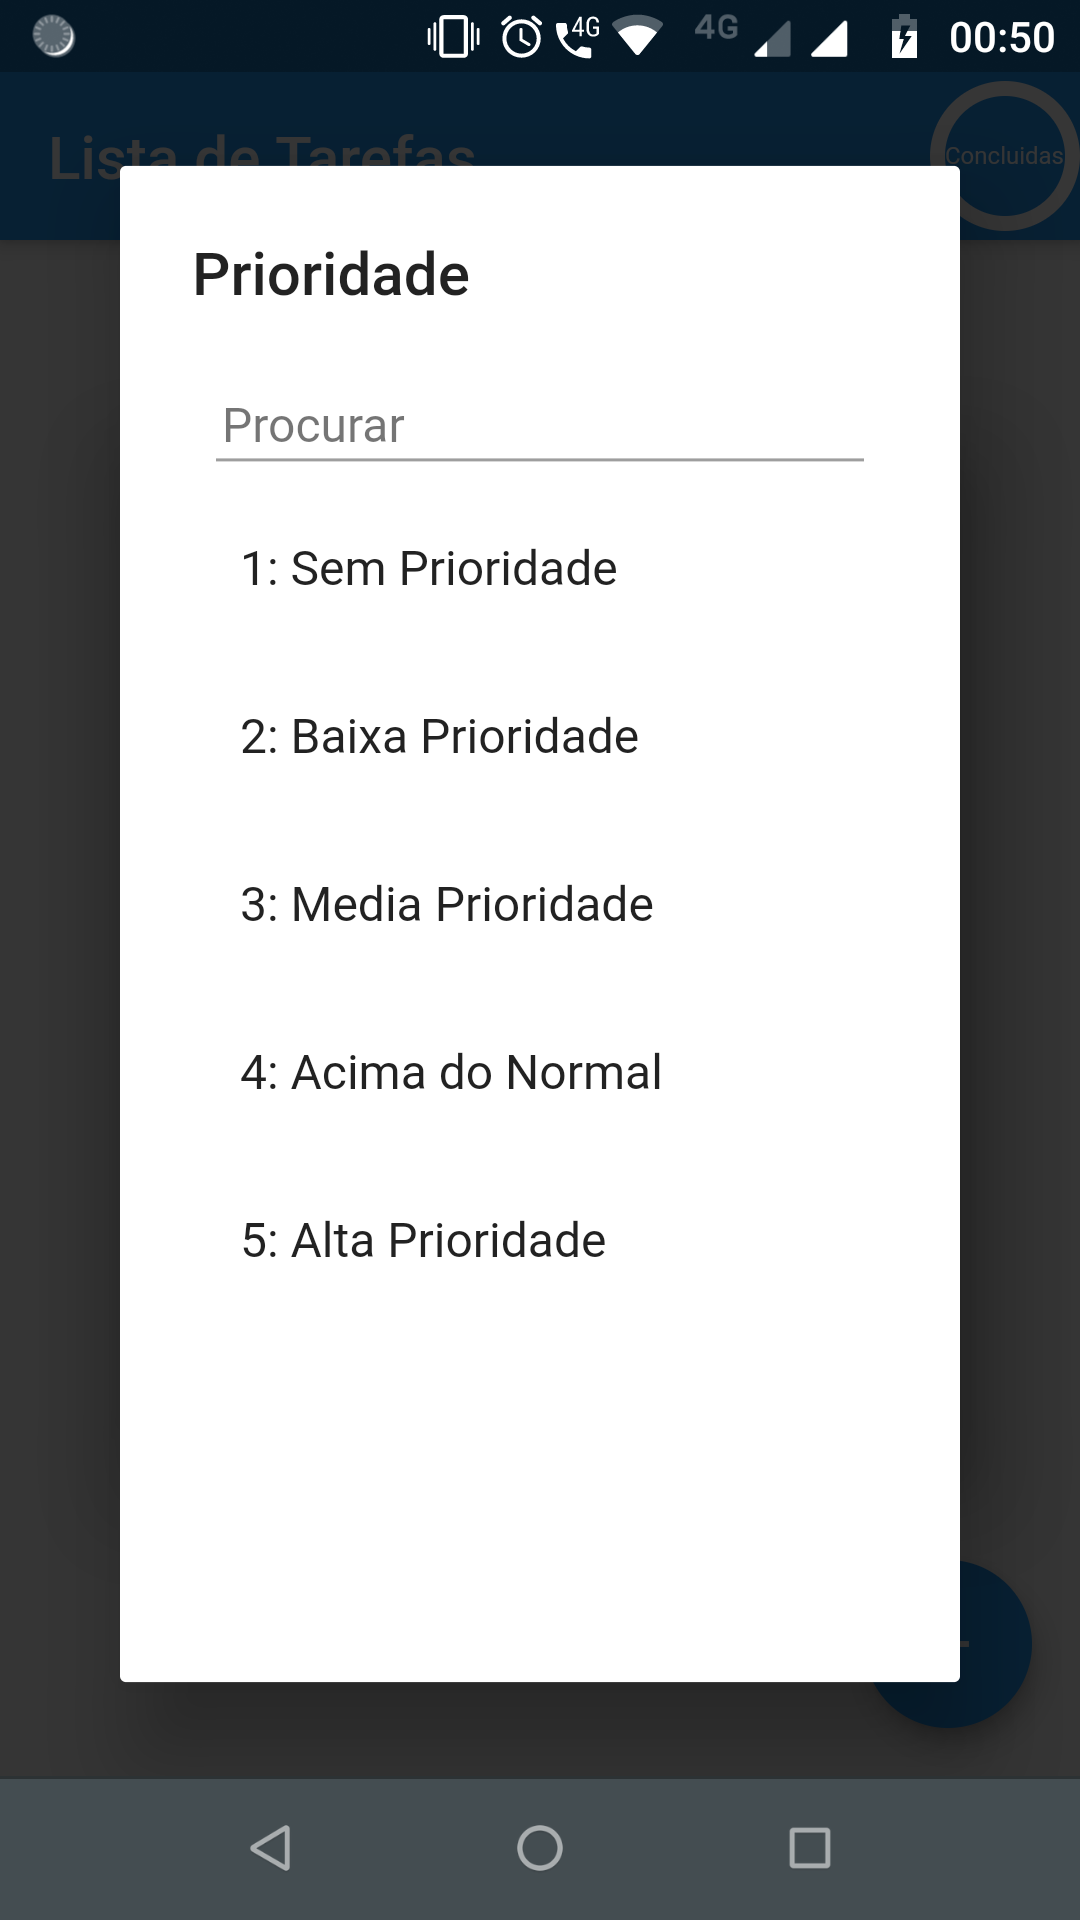 4G 4G 00:50
Lista de Tarefas Concluidas
Prioridade
Procurar
1: Sem Prioridade
2: Baixa Prioridade
3: Media Prioridade
4: Acima do Normal
5: Alta Prioridade